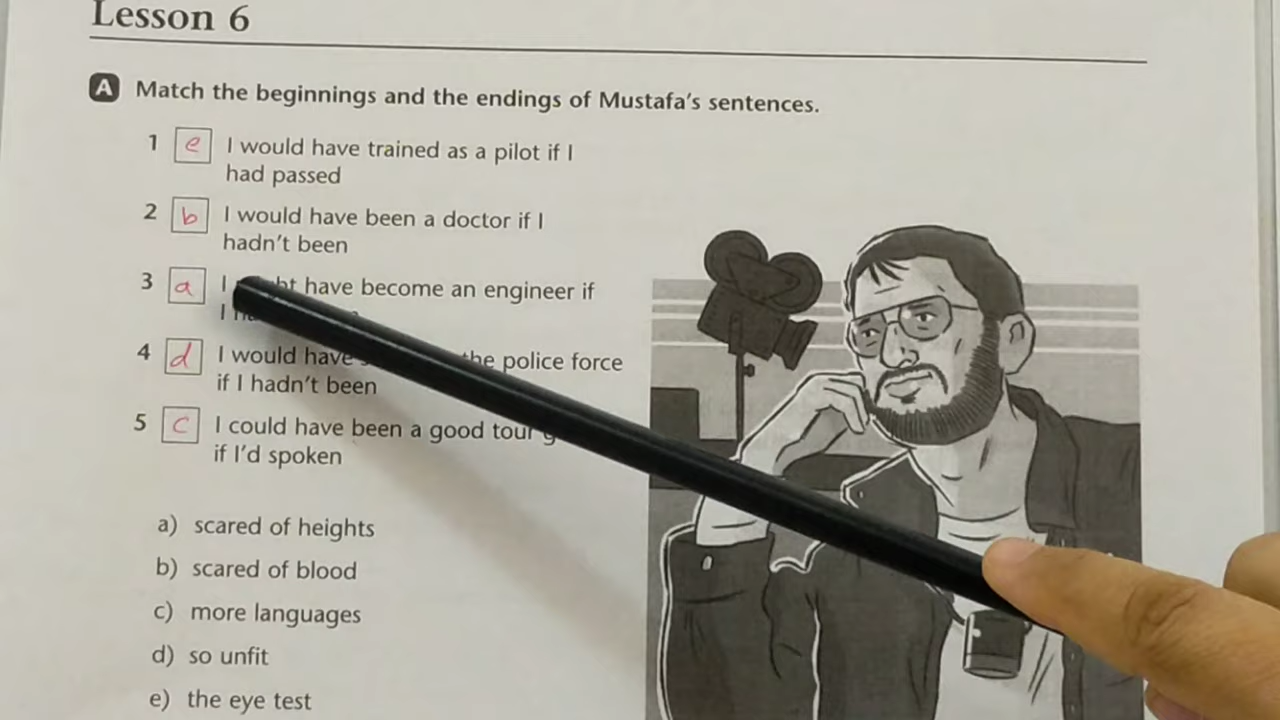 Lesson 6
A Match the beginnings and the endings of Mustafa's sentences.
1 e I would have trained as a pilot if I
had passed
2 b I would have been a doctor if I
hadn't been
3 a I have become an engineer if
I
4 d I would have the police force
if I hadn't been
5 c I could have been a good tour
if I'd spoken
a) scared of heights
b) scared of blood
c) more languages
d) so unfit
e) the eye test